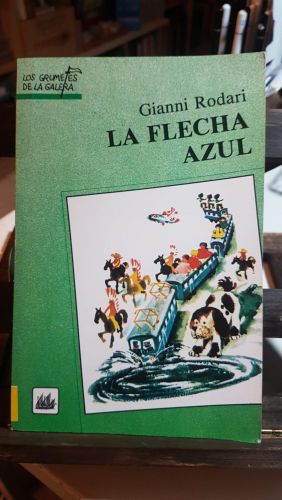 LOS GRUMETES
DE LA GALERA
Gianni Rodari
LA FLECHA
AZUL